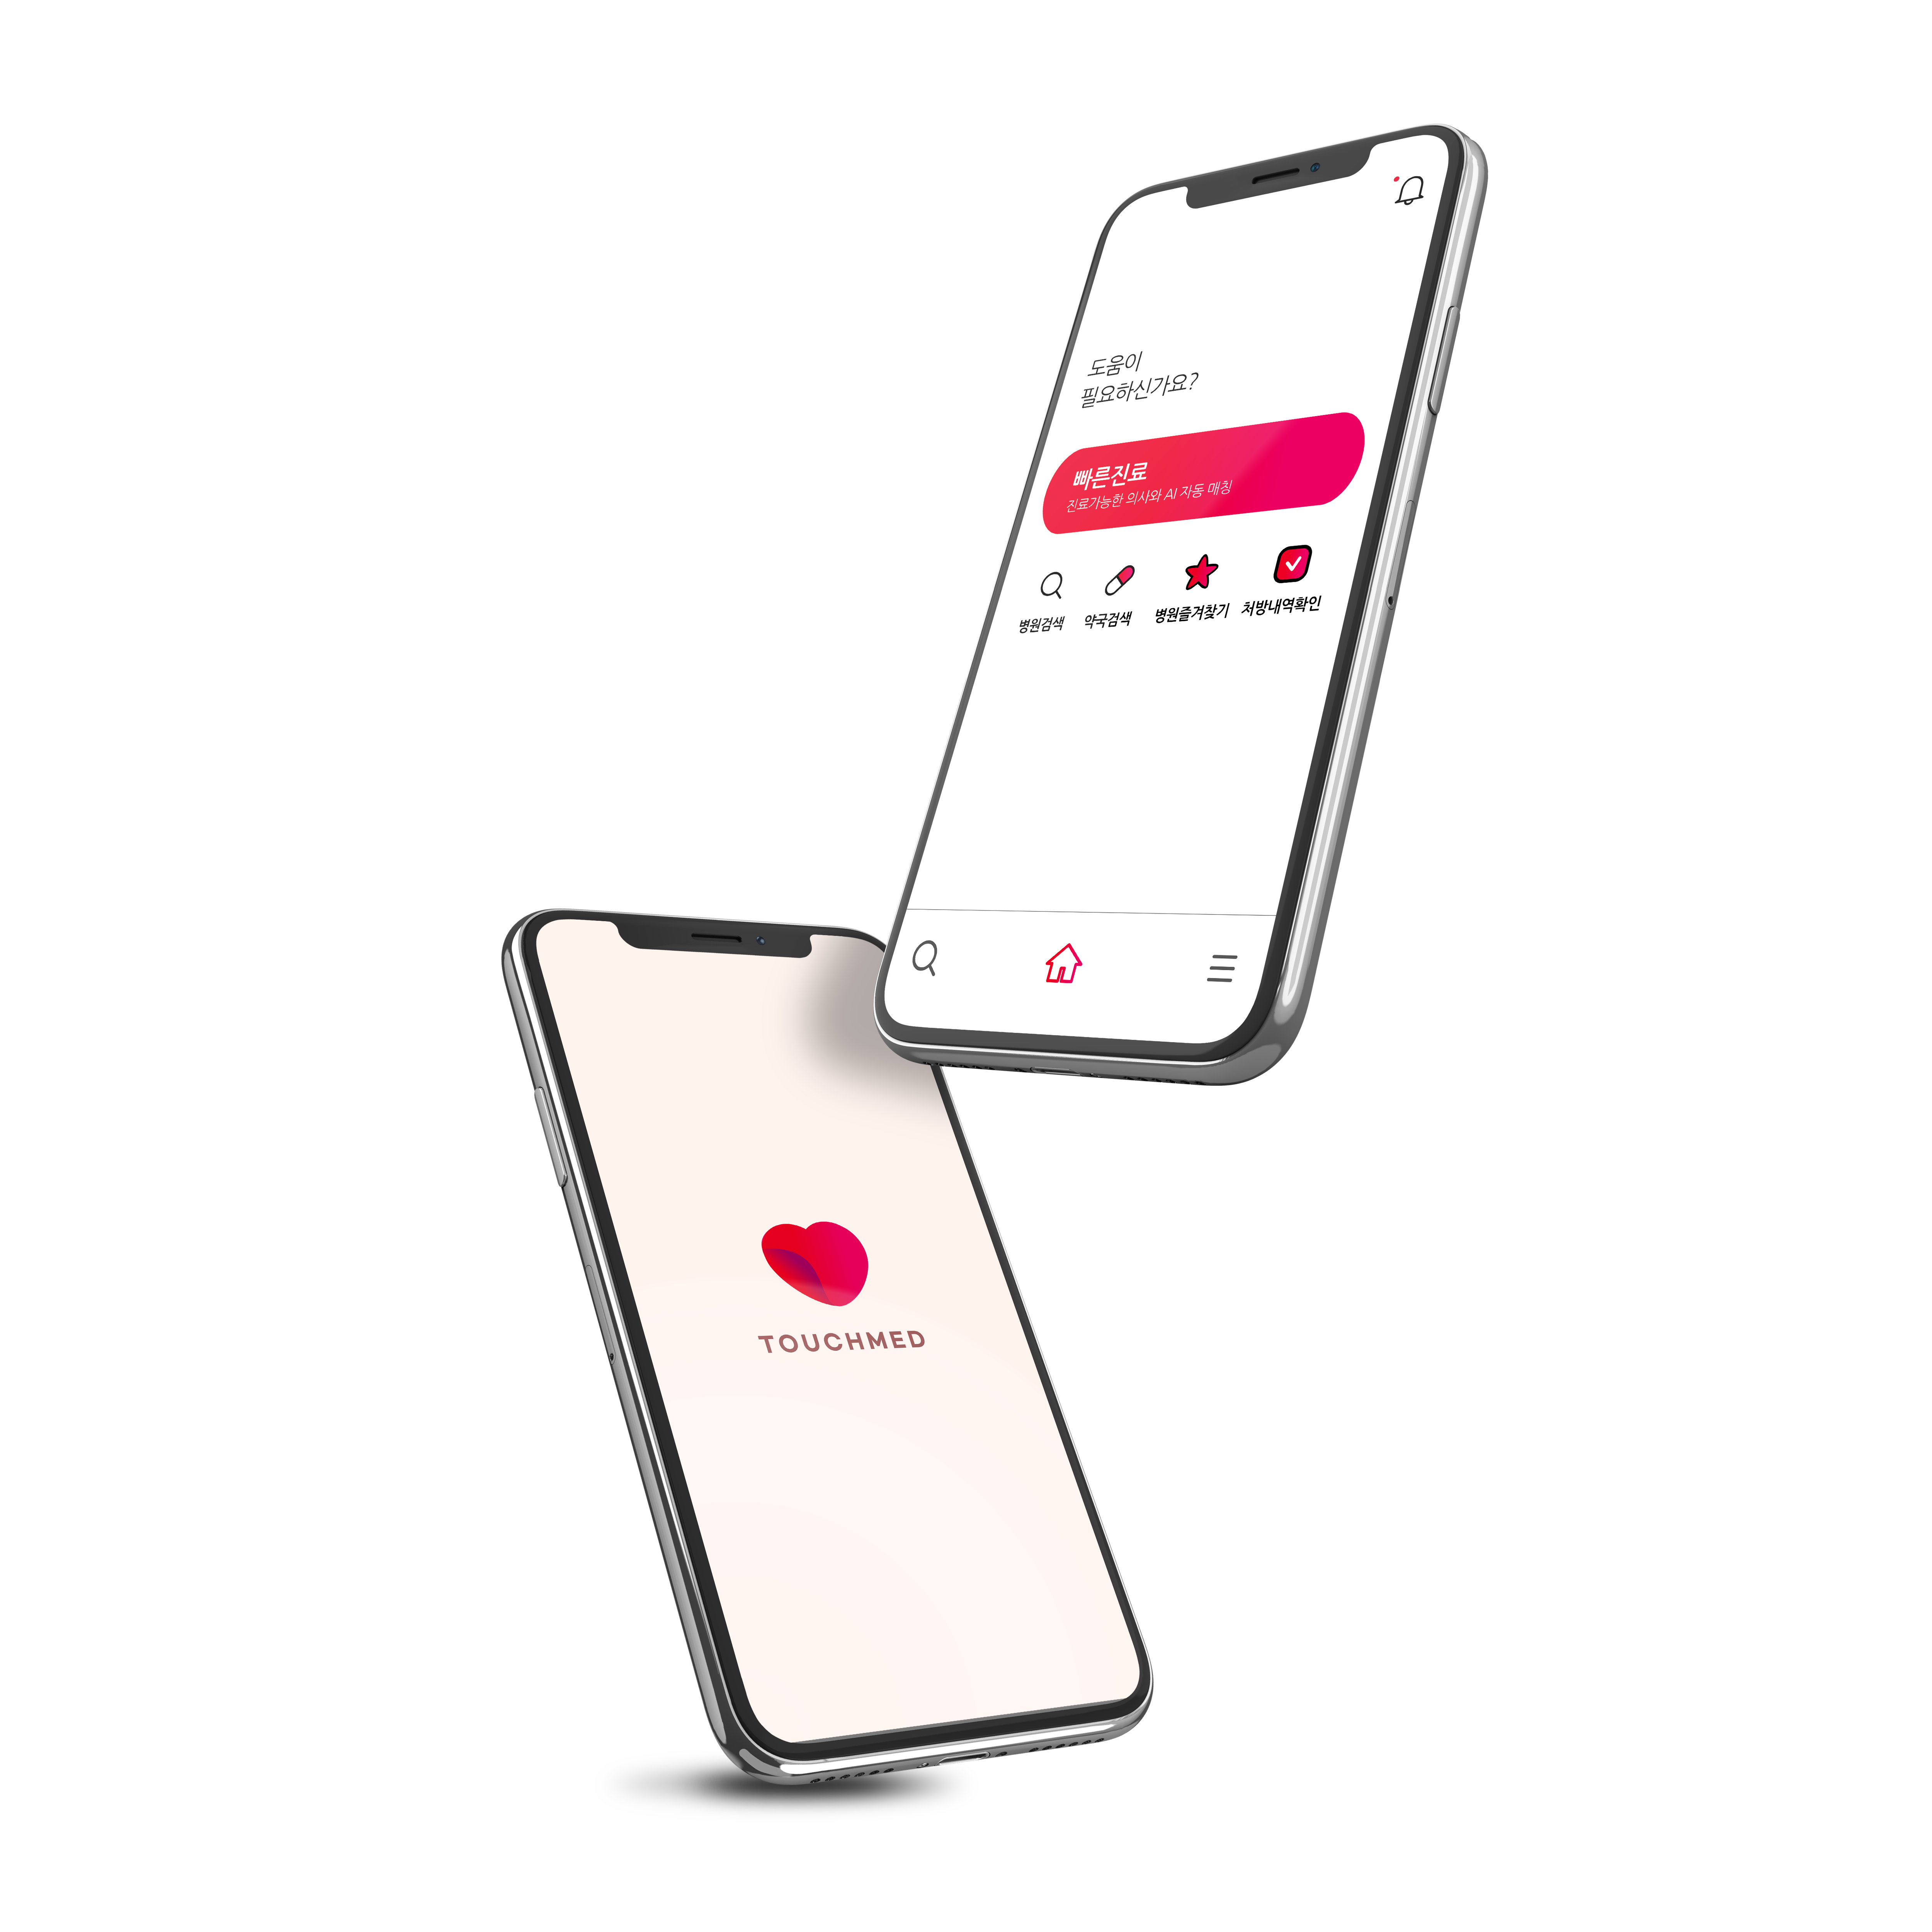 도움이
필요하신가요?
빠른진료
진료가능한 의사와 AI 자동 매칭
병원검색
약국검색
병원즐겨찾기
처방내역확인
TOUCHMED